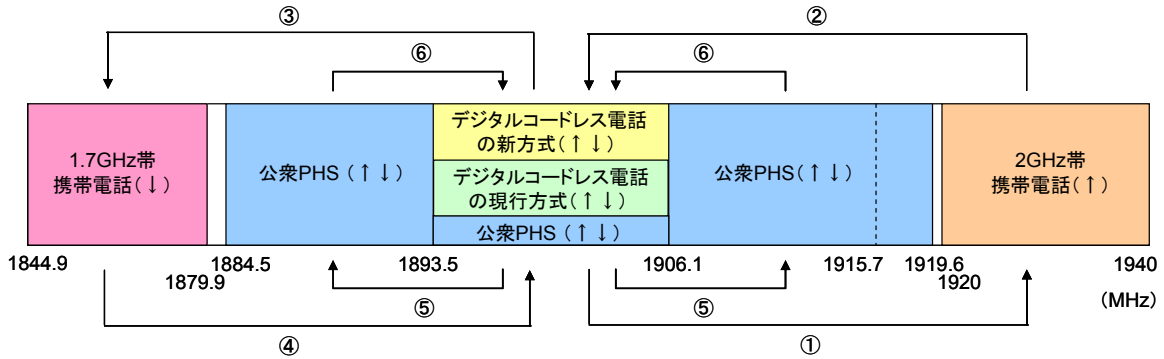 ③
②
⑥
⑥
1.7GHz帯
携帯電話(↓)
公衆PHS (↑↓)
デジタルコードレス電話
の新方式(↑↓)
デジタルコードレス電話
の現行方式(↑↓)
公衆PHS (↑↓)
公衆PHS(↑↓)
2GHz帯
携帯電話(↑)
1844.9
1879.9
1884.5
1893.5
1906.1
1915.7
1919.6
1920
1940
(MHz)
⑤
⑤
④
①